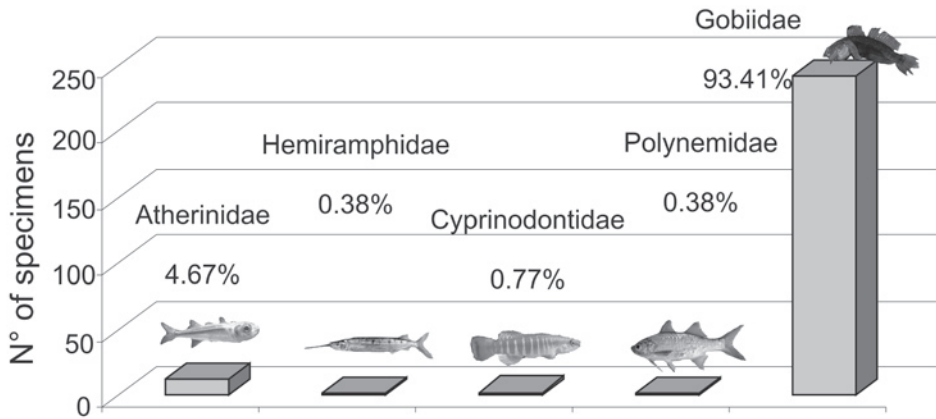 Gobiidae
93.41%
Hemiramphidae
0.38%
Polynemidae
0.38%
Atherinidae
4.67%
Cyprinodontidae
0.77%
N° of specimens
250
200
150
100
50
0